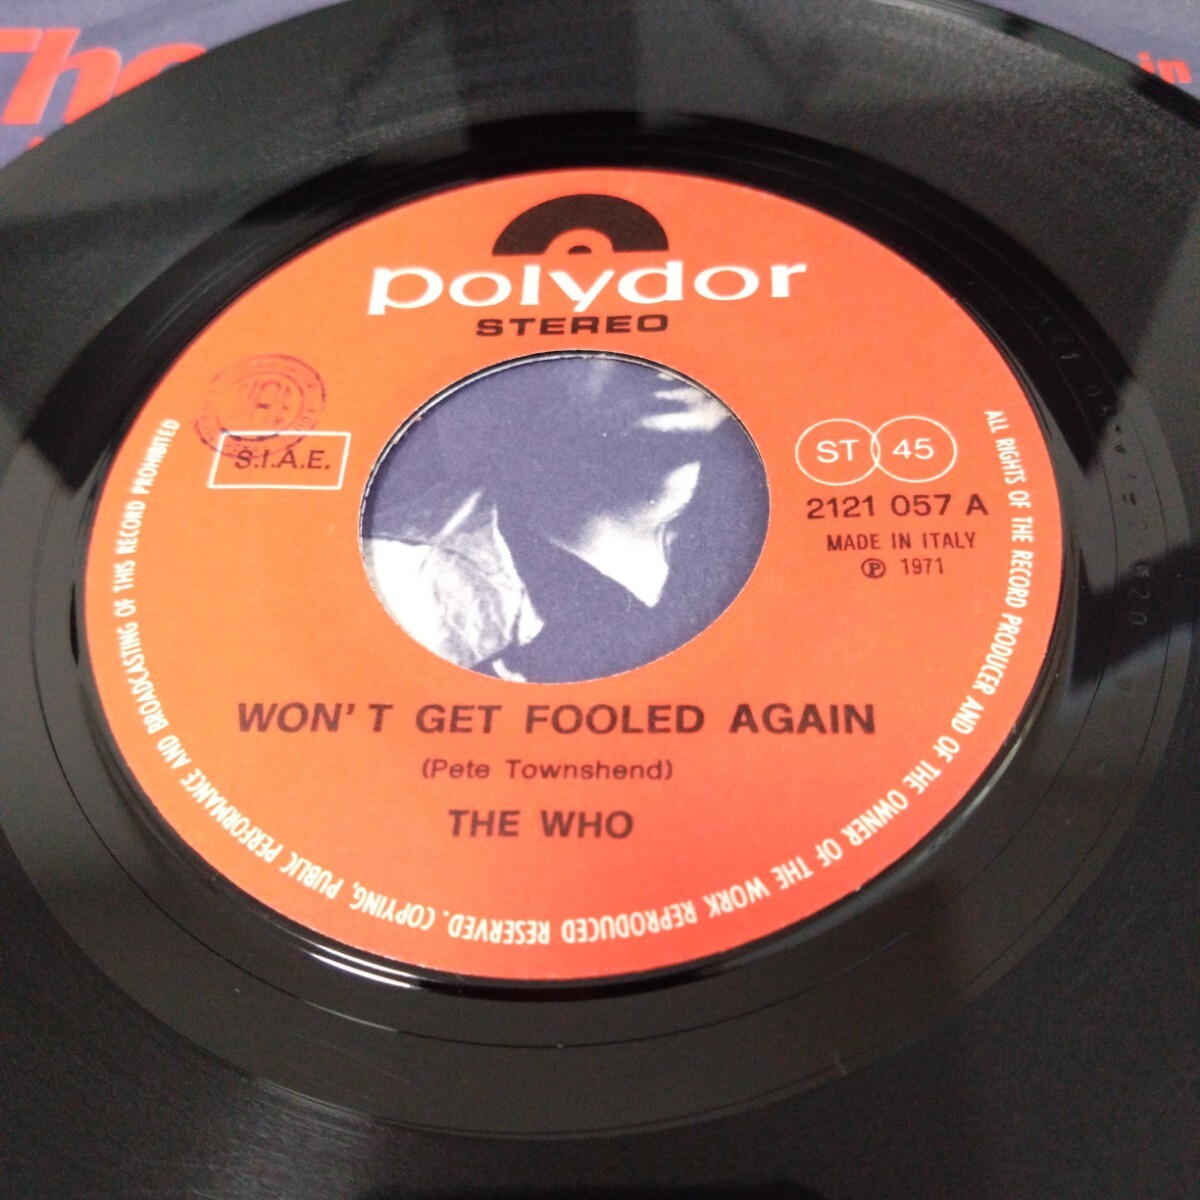 The
in
polydor
STEREO
S.I.A.E.
ST 45
2121 057 A
MADE IN ITALY
℗ 1971
WON'T GET FOOLED AGAIN
(Pete Townshend)
THE WHO
ALL RIGHTS OF THE RECORD PRODUCER AND OF THE OWNER OF THE WORK REPRODUCED RESERVED. COPYING, PUBLIC PERFORMANCE AND BROADCASTING OF THIS RECORD PROHIBITED